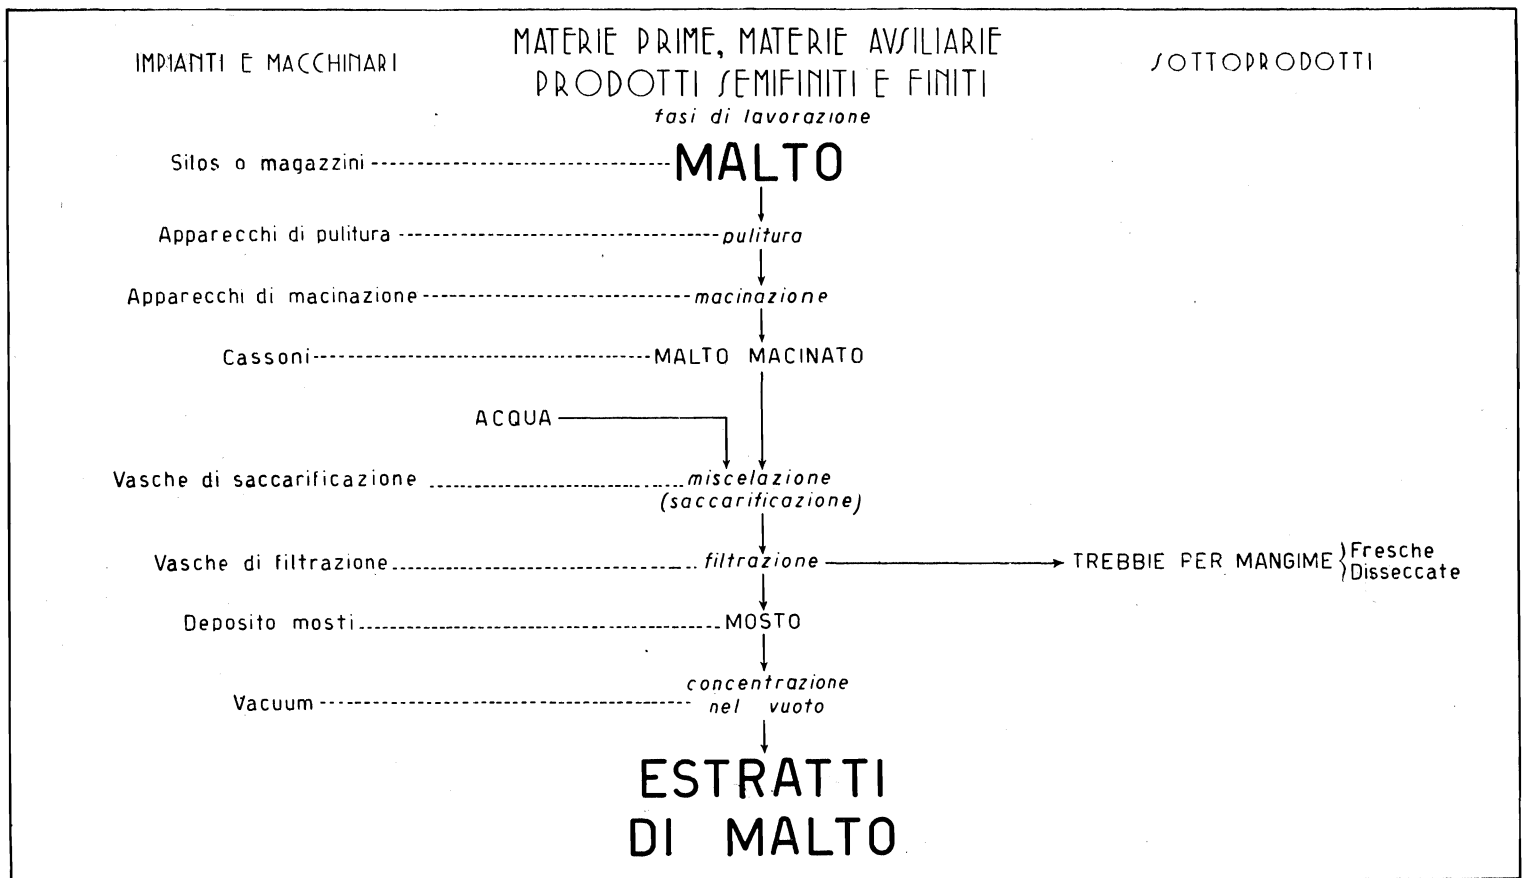 IMPIANTI E MACCHINARI
MATERIE PRIME, MATERIE AUSILIARIE
PRODOTTI SEMIFINITI E FINITI
fasi di lavorazione
SOTTOPRODOTTI
Silos o magazzini
MALTO
Apparecchi di pulitura
pulitura
Apparecchi di macinazione
macinazione
Cassoni
MALTO MACINATO
ACQUA
Vasche di saccarificazione
miscelazione
(saccarificazione)
Vasche di filtrazione
filtrazione
TREBBIE PER MANGIME
Fresche
Disseccate
Deposito mosti
MOSTO
Vacuum
concentrazione
nel vuoto
ESTRATTI
DI MALTO